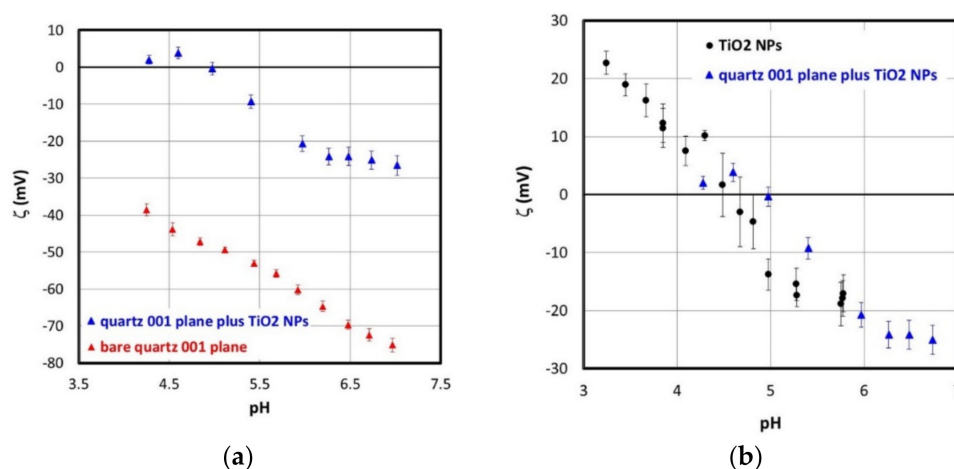 10
0
-10
-20
-30
-40
-50
-60
-70
-80
ζ (mV)
quartz 001 plane plus TiO2 NPs
bare quartz 001 plane
3.5 4.5 5.5 6.5 7.5
pH
(a)
30
20
10
0
-10
-20
-30
ζ (mV)
TiO2 NPs
quartz 001 plane plus TiO2 NPs
3 4 5 6
pH
(b)